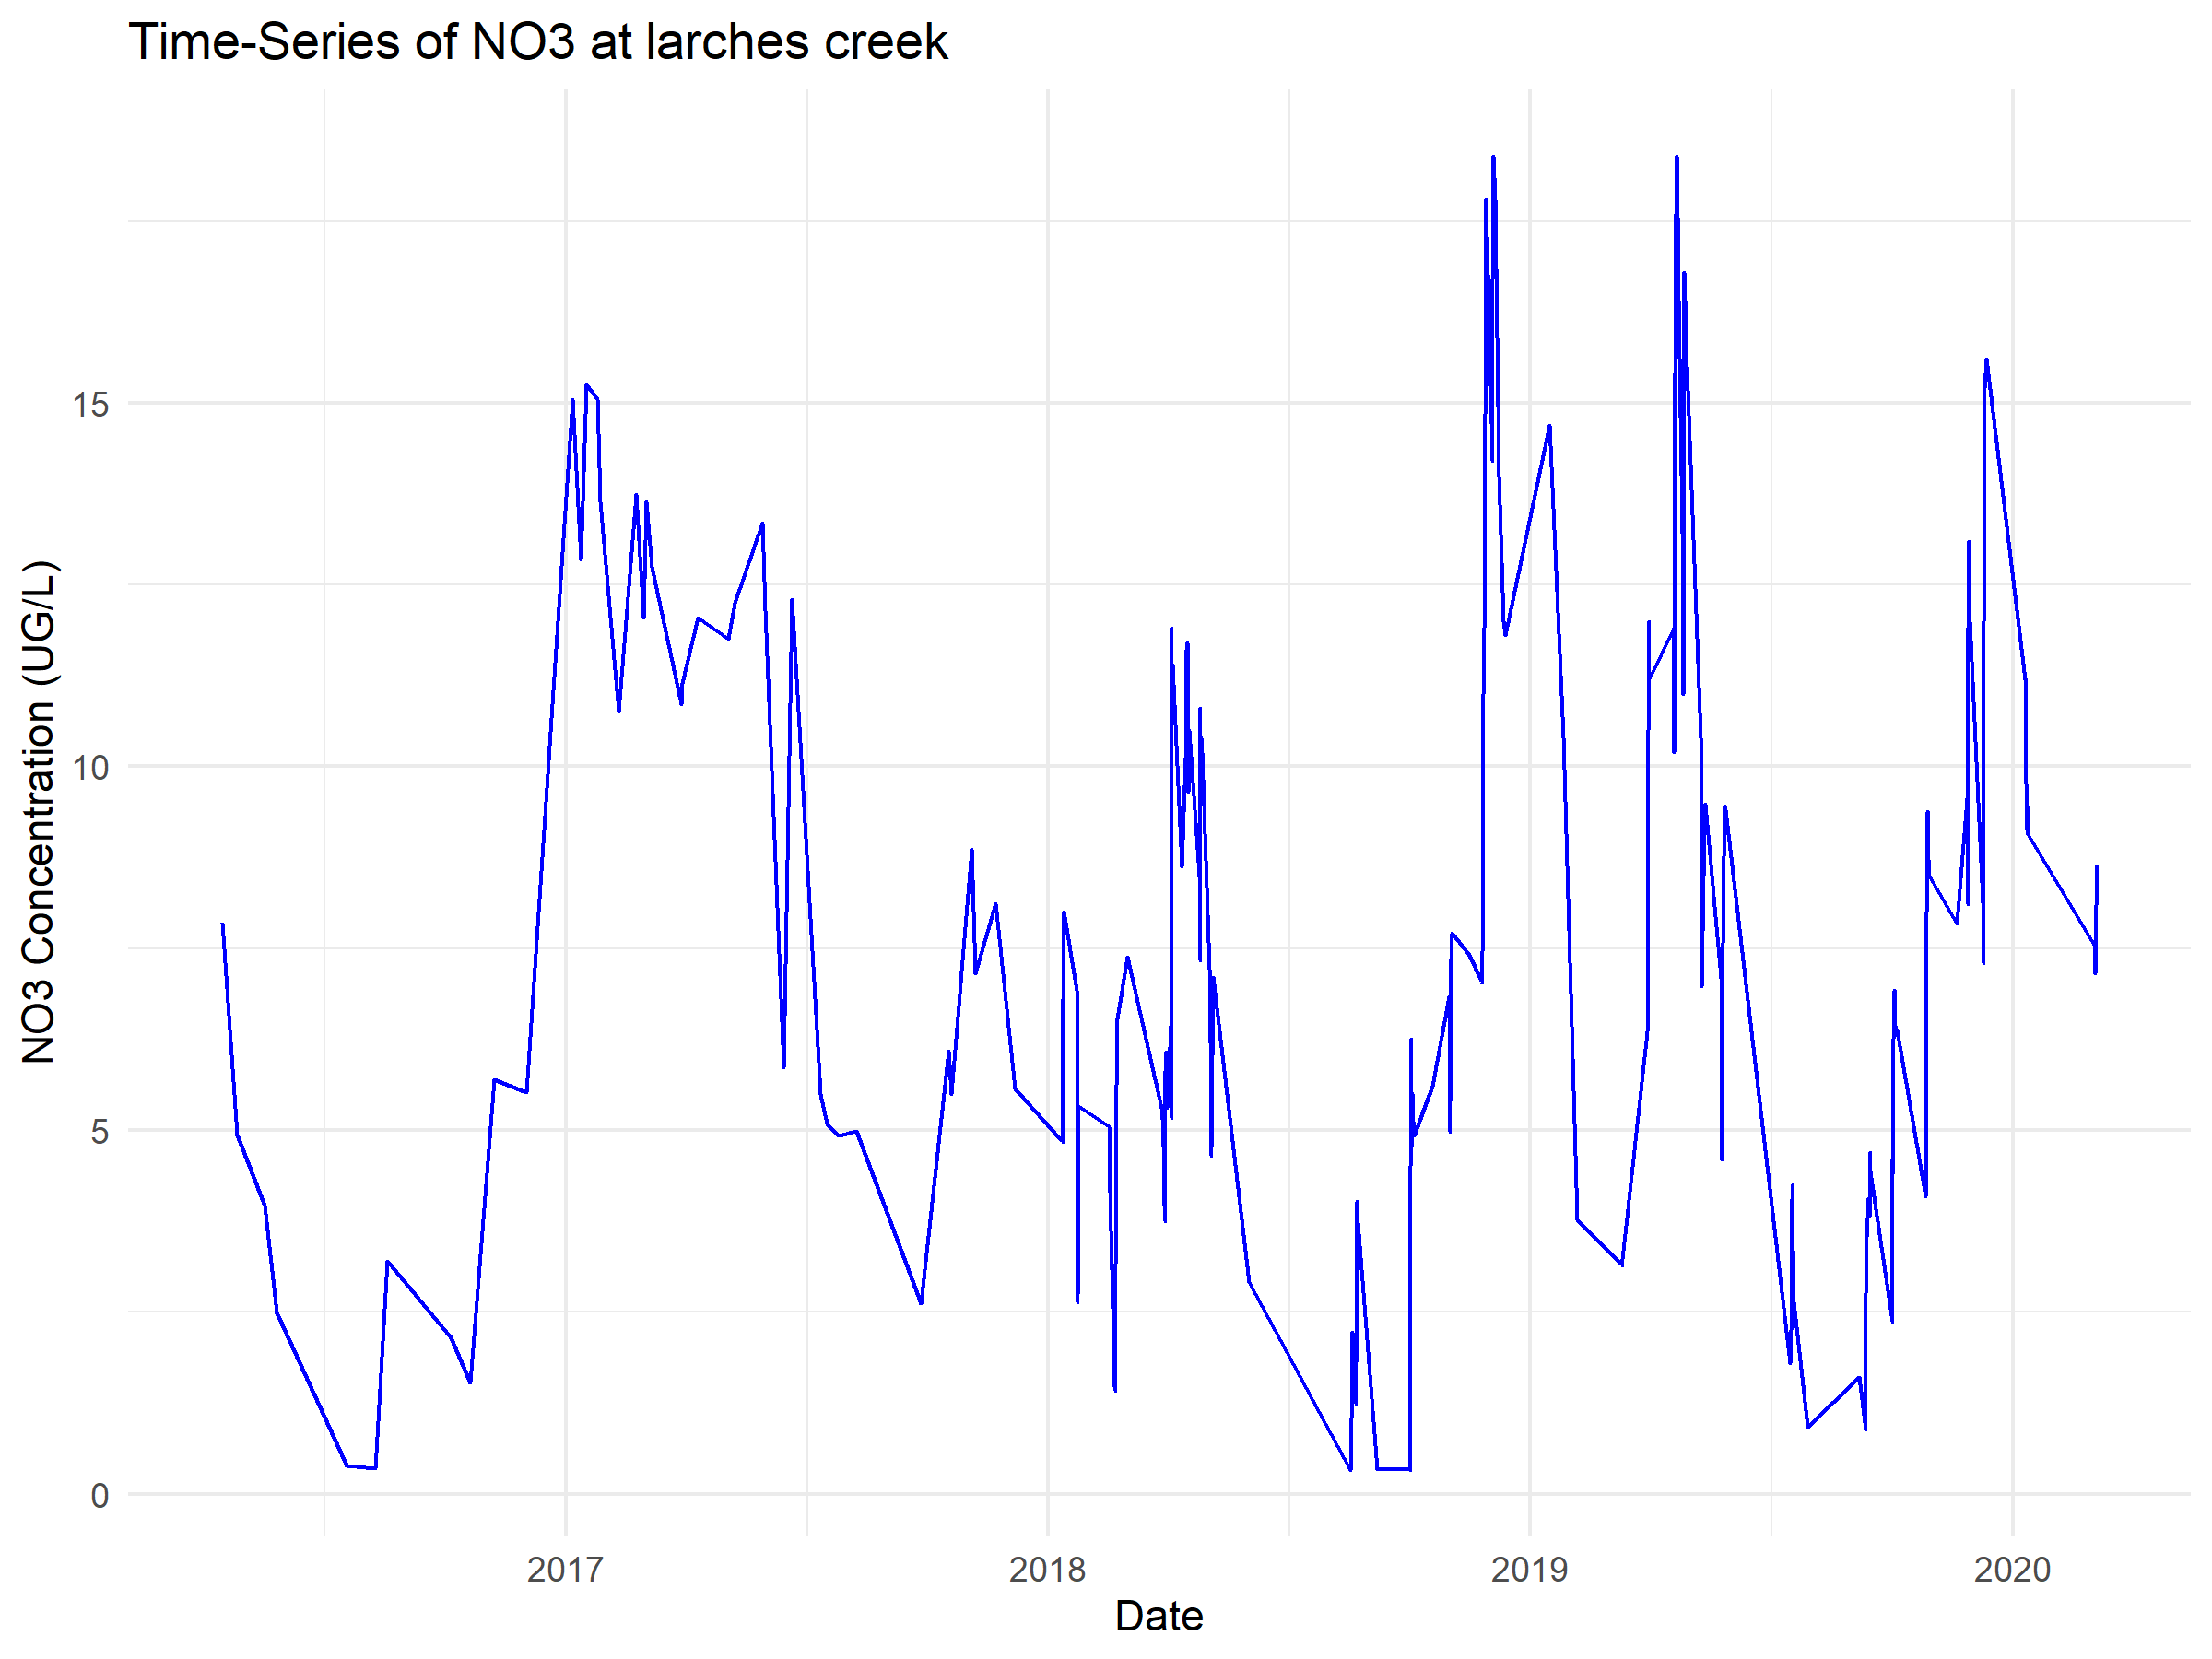 Time-Series of NO3 at larches creek
NO3 Concentration (UG/L)
15
10
5
0
2017
2018
2019
2020
Date